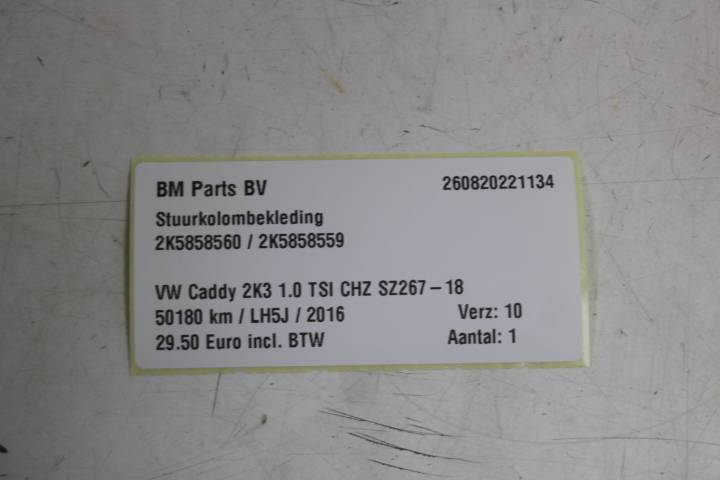 BM Parts BV 260820221134
Stuurkolombekleding
2K5858560 / 2K5858559
VW Caddy 2K3 1.0 TSI CHZ SZ267 – 18
50180 km / LH5J / 2016 Verz: 10
29.50 Euro incl. BTW Aantal: 1